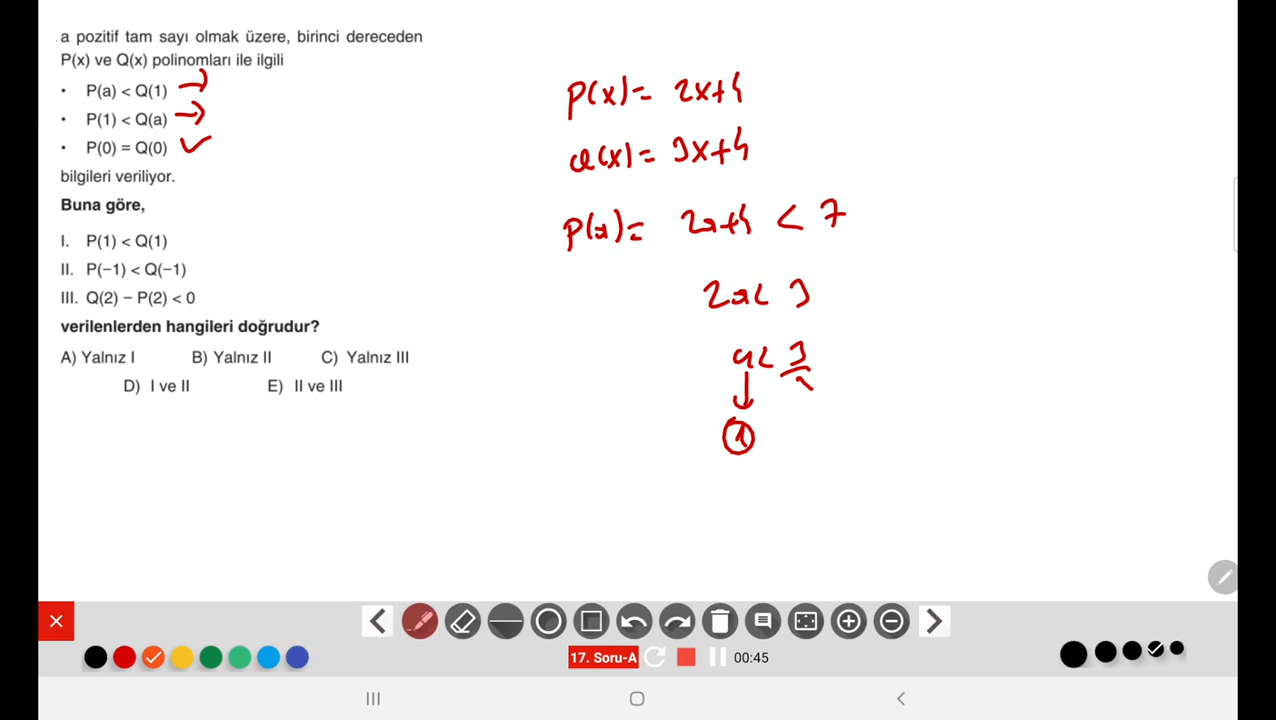 a pozitif tam sayı olmak üzere, birinci dereceden
P(x) ve Q(x) polinomları ile ilgili
• P(a) < Q(1) →
• P(1) < Q(a) →
• P(0) = Q(0) ✓
bilgileri veriliyor.
Buna göre,
I. P(1) < Q(1)
II. P(−1) < Q(−1)
III. Q(2) − P(2) < 0
verilenlerden hangileri doğrudur?
A) Yalnız I B) Yalnız II C) Yalnız III
D) I ve II E) II ve III
P(x) = 2x+4
Q(x) = 3x+4
P(a) = 2a+4 < 7
2a < 3
a < 3/2
↓
1
17. Soru-A 00:45